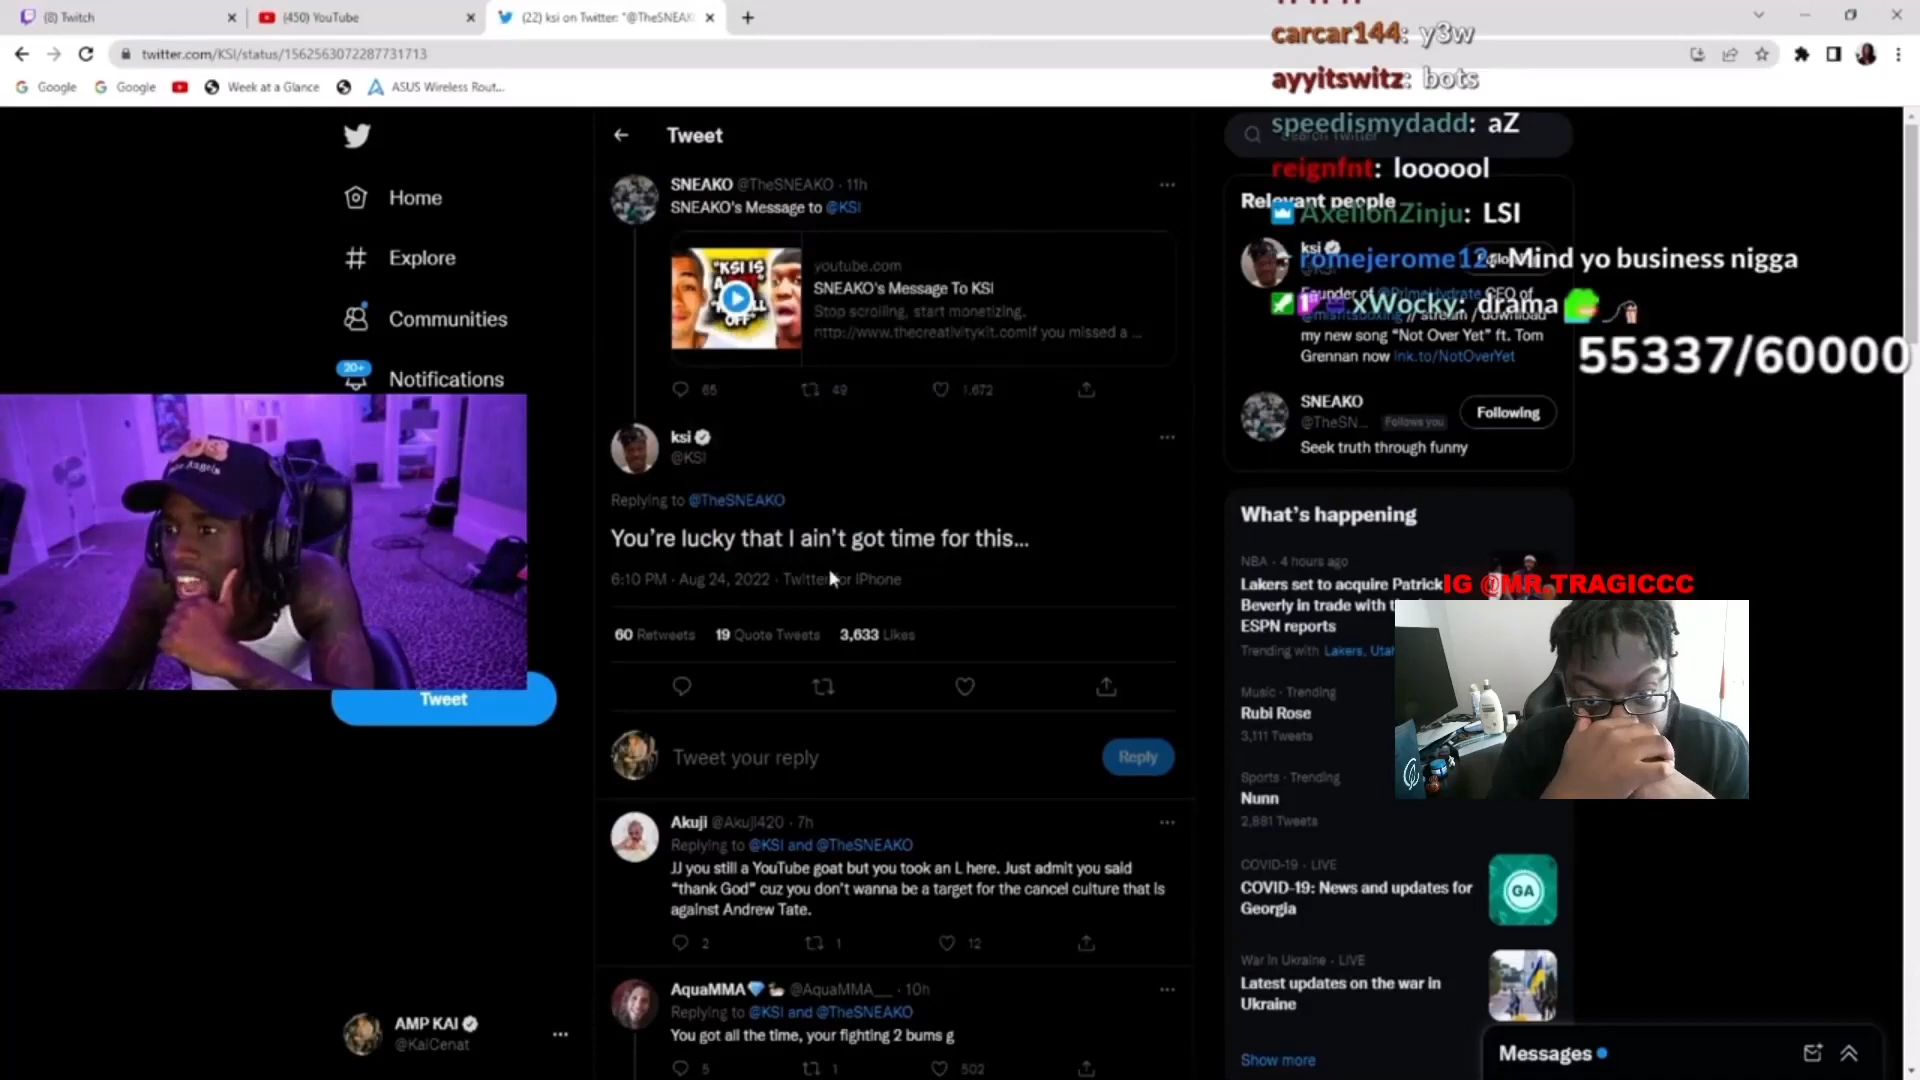 (8) Twitch
(450) YouTube
(22) ksi on Twitter: "@TheSNEAK
twitter.com/KSI/status/1562563072287731713
Google
Google
Week at a Glance
ASUS Wireless Rout...
carcar144: y3w
ayyitswitz: bots
speedismydadd: aZ
reignfnt: loooool
AxelionZinju: LSI
romejerome12: Mind yo business nigga
xWocky: drama
55337/60000
Home
Explore
Communities
20+
Notifications
Tweet
AMP KAI
@KaiCenat
Tweet
SNEAKO @TheSNEAKO · 11h
SNEAKO's Message to @KSI
"KSI IS
OFF"
youtube.com
SNEAKO's Message To KSI
Stop scrolling, start monetizing.
http://www.thecreativitykit.comIf you missed a ...
65
49
1,672
ksi
@KSI
Replying to @TheSNEAKO
You're lucky that I ain't got time for this...
6:10 PM · Aug 24, 2022 · Twitter for iPhone
60 Retweets 19 Quote Tweets 3,633 Likes
Tweet your reply
Reply
Akuji @Akuji420 · 7h
Replying to @KSI and @TheSNEAKO
JJ you still a YouTube goat but you took an L here. Just admit you said
"thank God" cuz you don't wanna be a target for the cancel culture that is
against Andrew Tate.
2
1
12
AquaMMA @AquaMMA__ · 10h
Replying to @KSI and @TheSNEAKO
You got all the time, your fighting 2 bums g
5
1
502
Search Twitter
Relevant people
ksi
Founder of @PrimeHydrate CEO of
@misfitsboxing // stream / download
my new song "Not Over Yet" ft. Tom
Grennan now lnk.to/NotOverYet
SNEAKO
@TheSN... Follows you
Following
Seek truth through funny
What's happening
NBA · 4 hours ago
Lakers set to acquire Patrick
Beverly in trade with
ESPN reports
Trending with Lakers, Utah
IG @MR.TRAGICCC
Music · Trending
Rubi Rose
3,111 Tweets
Sports · Trending
Nunn
2,881 Tweets
COVID-19 · LIVE
COVID-19: News and updates for
Georgia
GA
War in Ukraine · LIVE
Latest updates on the war in
Ukraine
Show more
Messages